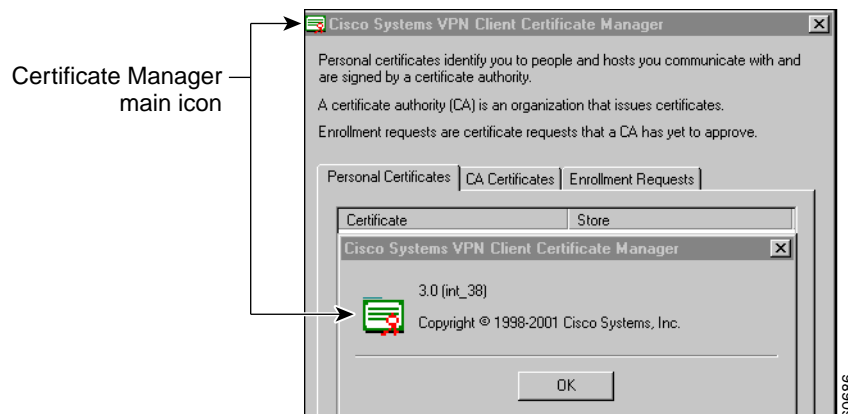 Cisco Systems VPN Client Certificate Manager
Certificate Manager
main icon
Personal certificates identify you to people and hosts you communicate with and
are signed by a certificate authority.
A certificate authority (CA) is an organization that issues certificates.
Enrollment requests are certificate requests that a CA has yet to approve.
Personal Certificates CA Certificates Enrollment Requests
Certificate Store
Cisco Systems VPN Client Certificate Manager
3.0 (int_38)
Copyright © 1998-2001 Cisco Systems, Inc.
OK